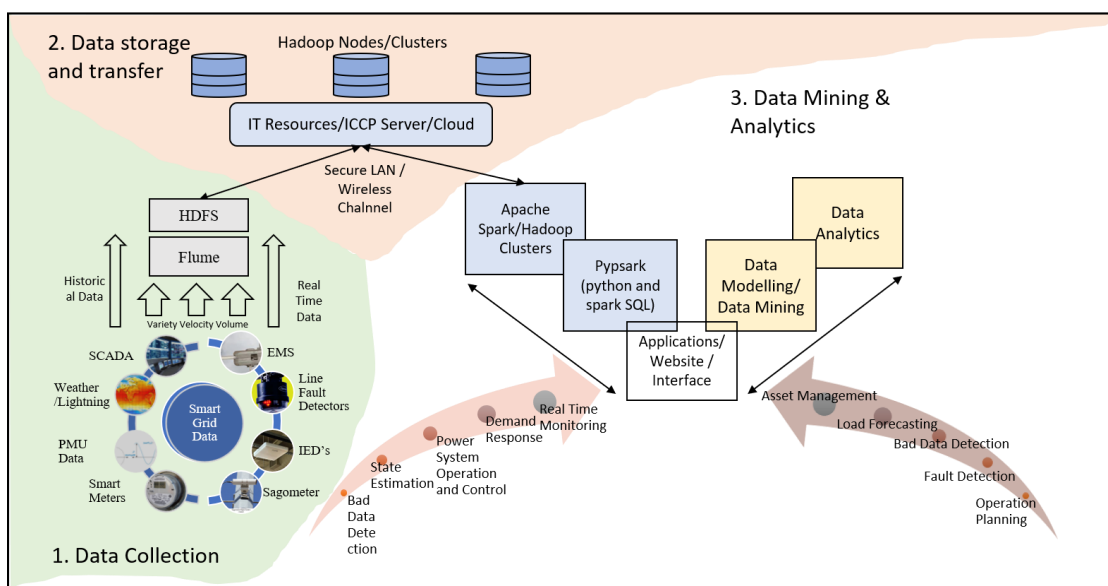 2. Data storage
and transfer
Hadoop Nodes/Clusters
IT Resources/ICCP Server/Cloud
Secure LAN /
Wireless
Chalnnel
3. Data Mining &
Analytics
HDFS
Flume
Historic
al Data
Real
Time
Data
Variety Velocity Volume
SCADA
EMS
Weather
/Lightning
Line
Fault
Detectors
Smart
Grid
Data
PMU
Data
IED's
Smart
Meters
Sagometer
1. Data Collection
Apache
Spark/Hadoop
Clusters
Pypsark
(python and
spark SQL)
Applications/
Website /
Interface
Data
Modelling/
Data Mining
Data
Analytics
Bad
Data
Dete
ction
State
Estimation
Power
System
Operation
and Control
Demand
Response
Real Time
Monitoring
Asset Management
Load Forecasting
Bad Data Detection
Fault Detection
Operation
Planning